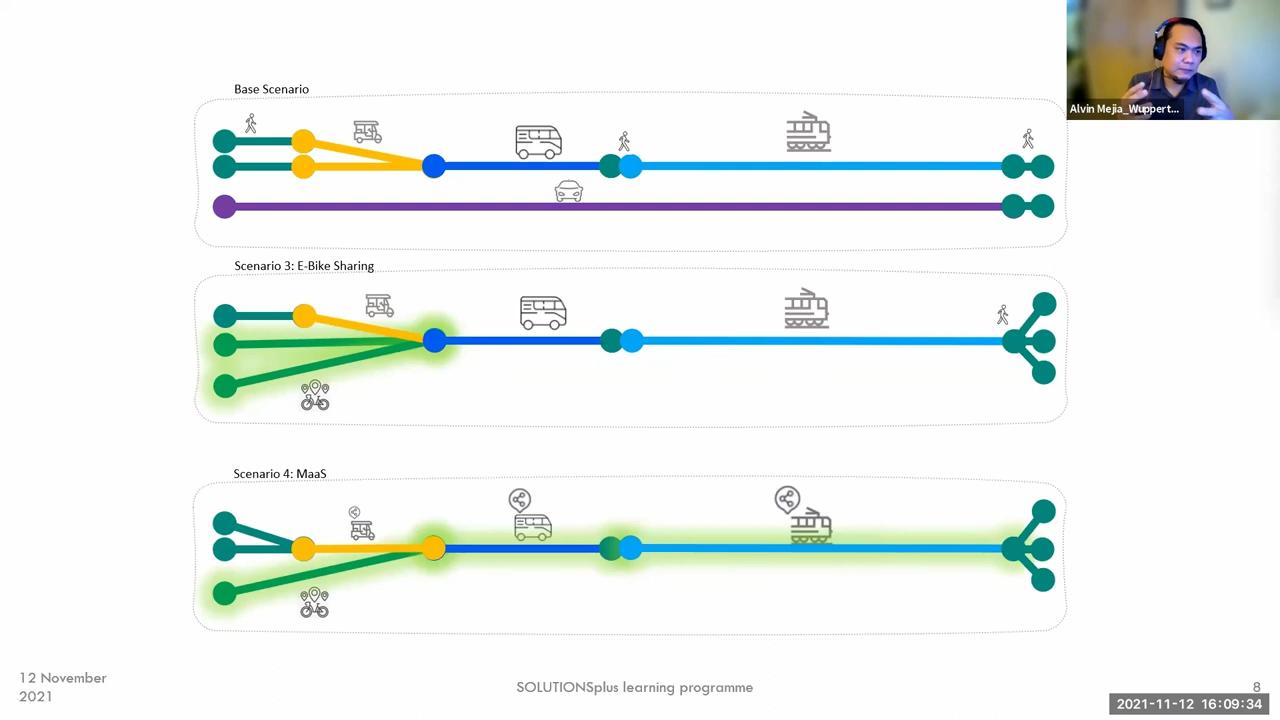 Base Scenario
Alvin Mejia_Wuppert...
Scenario 3: E-Bike Sharing
Scenario 4: MaaS
12 November
2021
SOLUTIONSplus learning programme
8
2021-11-12 16:09:34